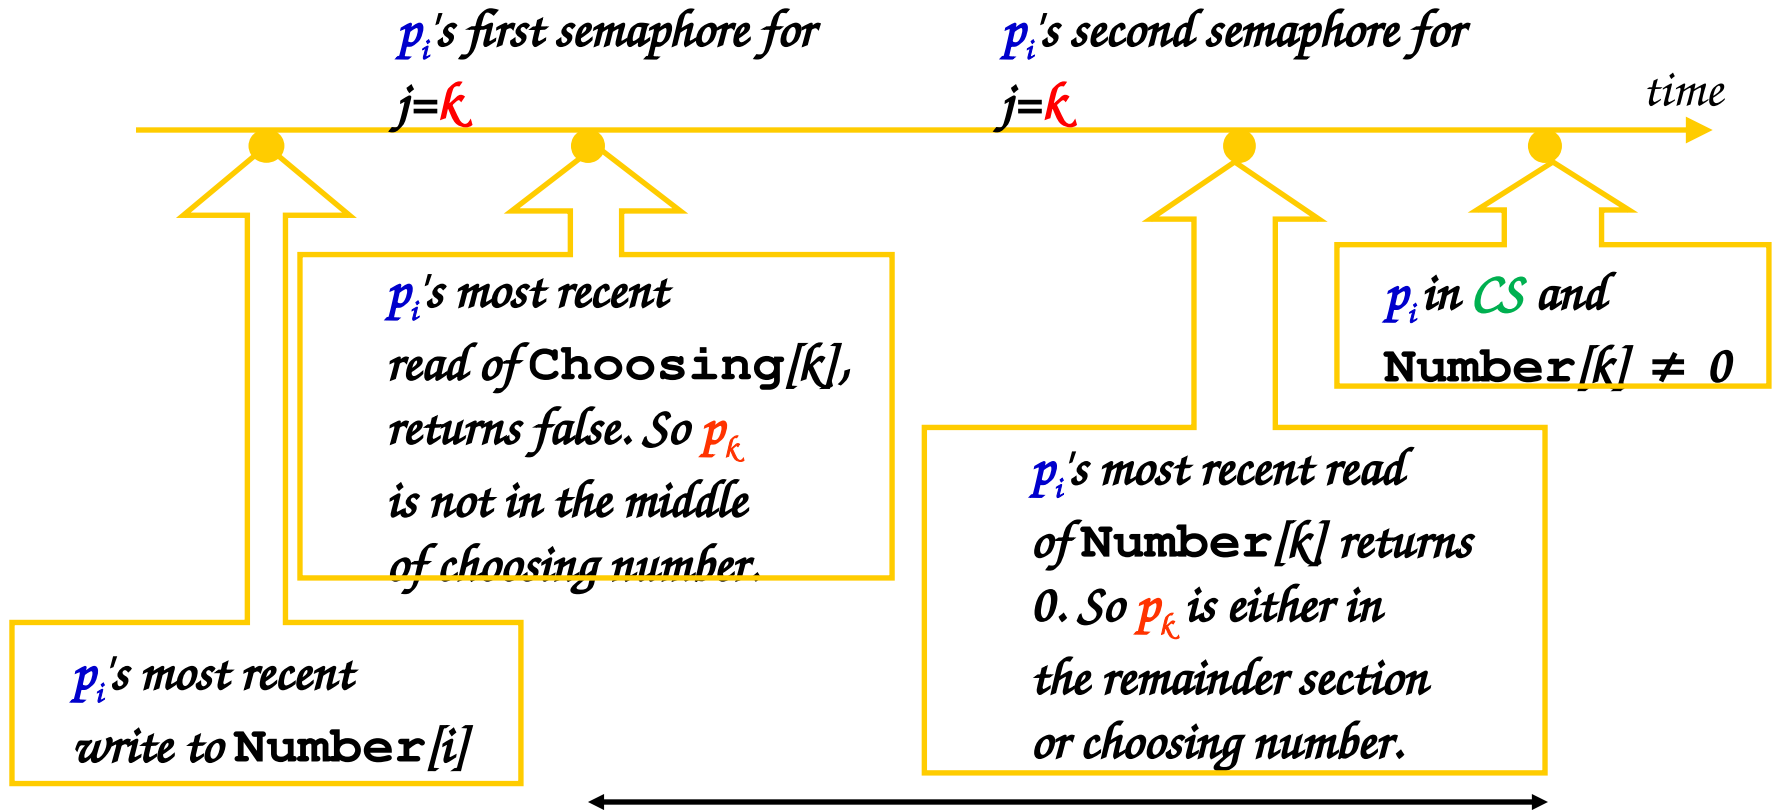 pi's first semaphore for
j=k
pi's second semaphore for
j=k
time
pi's most recent
read of Choosing[k],
returns false. So pk
is not in the middle
of choosing number.
pi in CS and
Number[k] ≠ 0
pi's most recent read
of Number[k] returns
0. So pk is either in
the remainder section
or choosing number.
pi's most recent
write to Number[i]